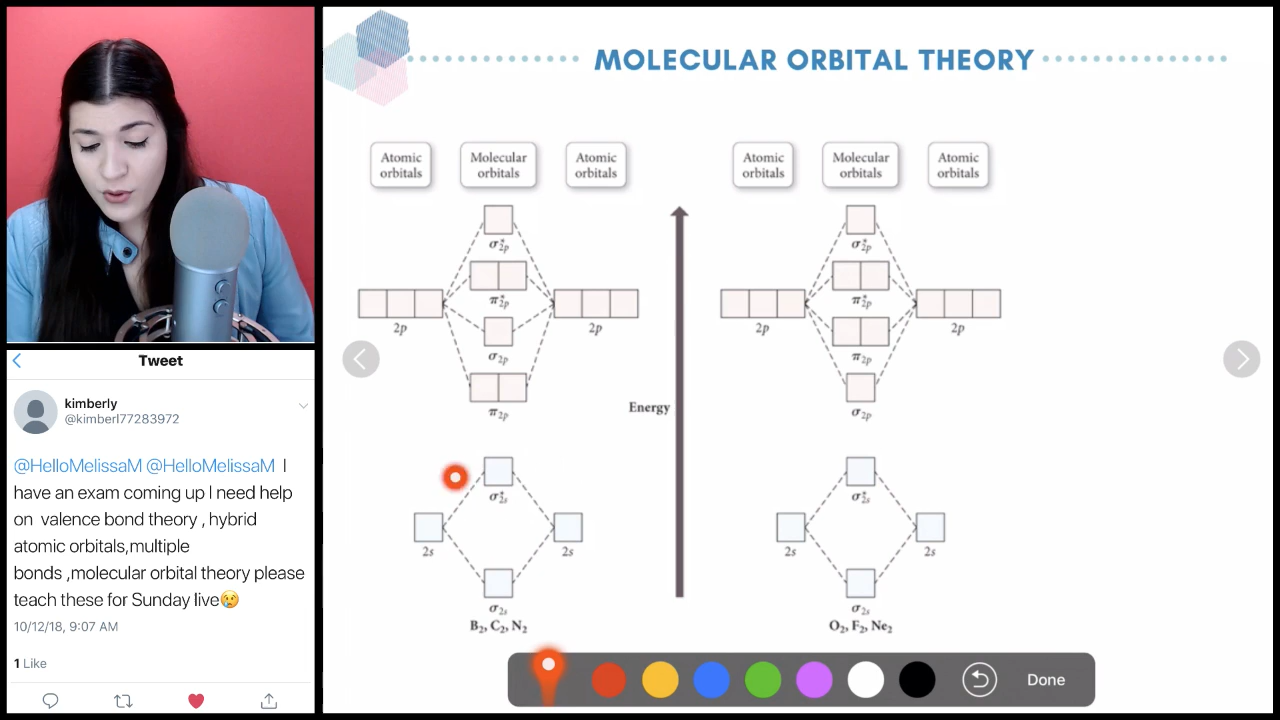 MOLECULAR ORBITAL THEORY
Atomic orbitals
Molecular orbitals
Atomic orbitals
Atomic orbitals
Molecular orbitals
Atomic orbitals
σ*2p
π*2p
2p
2p
σ2p
π2p
σ*2s
2s
2s
σ2s
B2, C2, N2
Energy
σ*2p
π*2p
2p
2p
π2p
σ2p
σ*2s
2s
2s
σ2s
O2, F2, Ne2
Done
Tweet
kimberly
@kimberl77283972
@HelloMelissaM @HelloMelissaM I
have an exam coming up I need help
on valence bond theory , hybrid
atomic orbitals,multiple
bonds ,molecular orbital theory please
teach these for Sunday live😢
10/12/18, 9:07 AM
1 Like